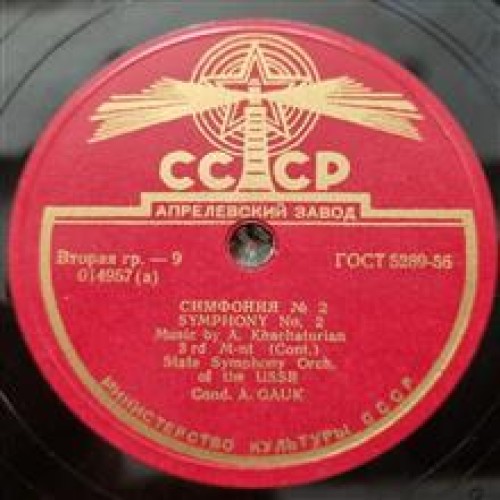 СССР
АПРЕЛЕВСКИЙ ЗАВОД
Вторая гр. — 9
ГОСТ 5289-56
014957 (а)
СИМФОНИЯ № 2
SYMPHONY No. 2
Music by A. Khachaturian
3 rd M-nt (Cont.)
State Symphony Orch.
of the USSR
Cond. A. GAUK
МИНИСТЕРСТВО КУЛЬТУРЫ СССР